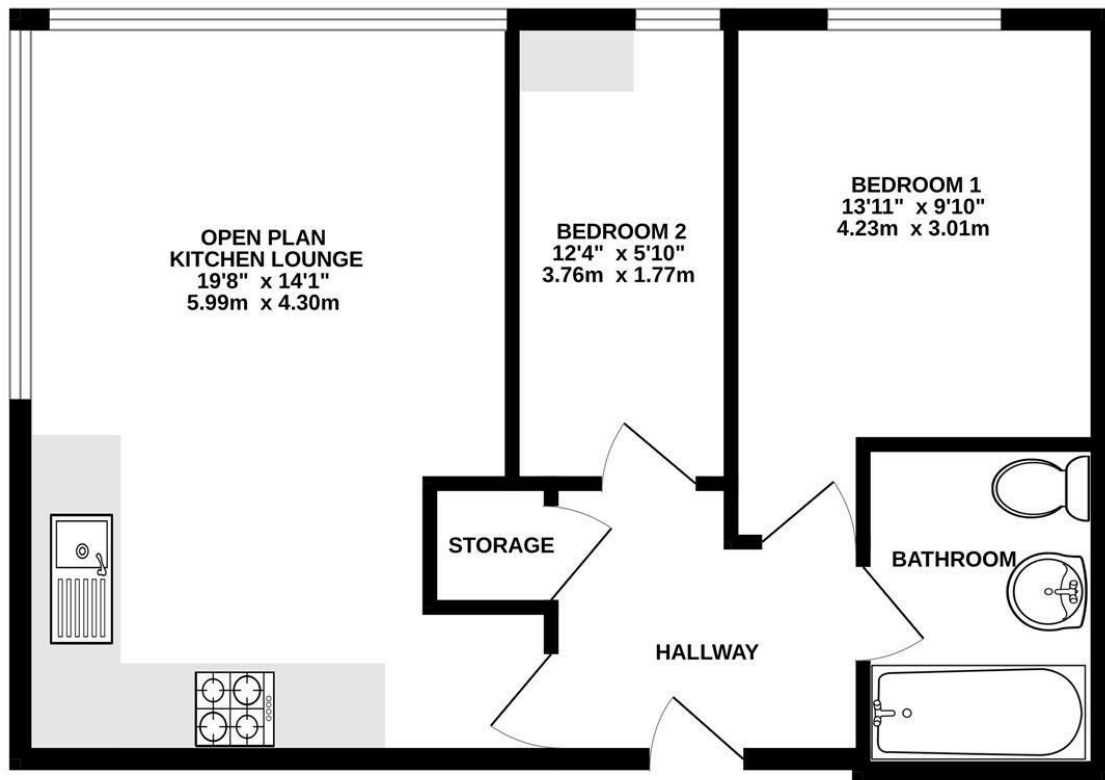 OPEN PLAN
KITCHEN LOUNGE
19'8" x 14'1"
5.99m x 4.30m
BEDROOM 2
12'4" x 5'10"
3.76m x 1.77m
BEDROOM 1
13'11" x 9'10"
4.23m x 3.01m
STORAGE
BATHROOM
HALLWAY